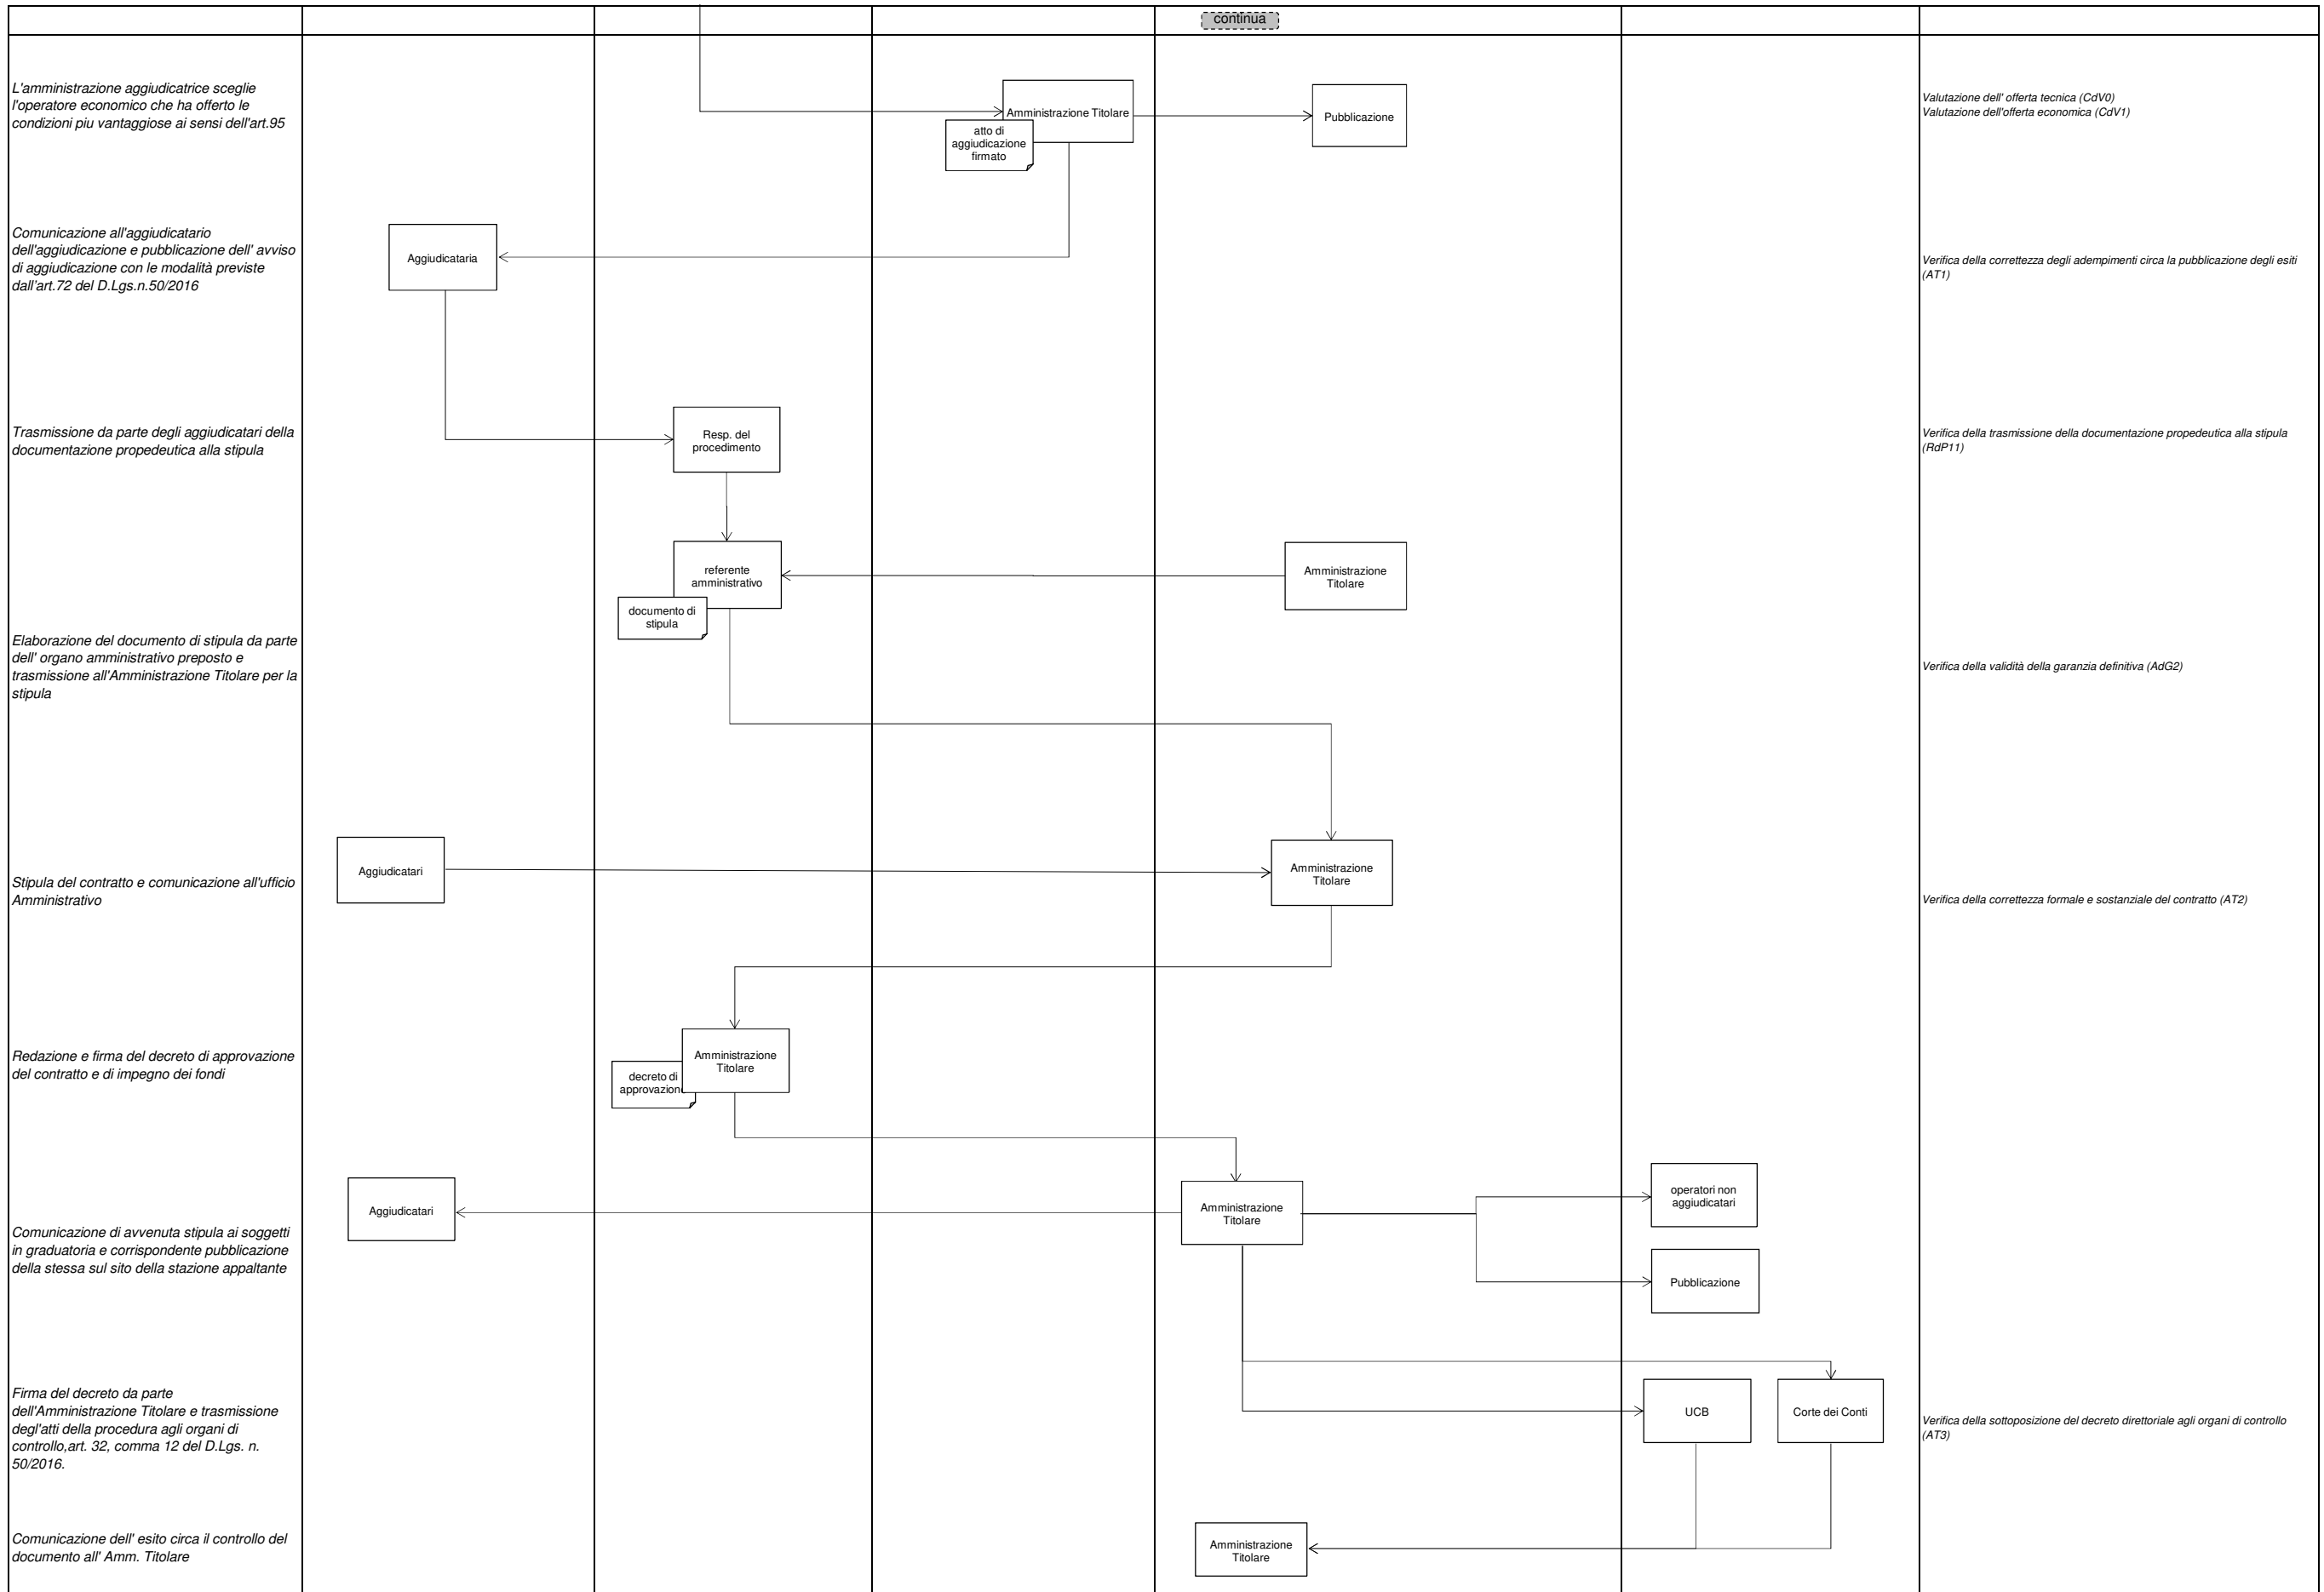 continua
L'amministrazione aggiudicatrice sceglie
l'operatore economico che ha offerto le
condizioni piu vantaggiose ai sensi dell'art.95
Amministrazione Titolare
atto di
aggiudicazione
firmato
Pubblicazione
Valutazione dell' offerta tecnica (CdV0)
Valutazione dell'offerta economica (CdV1)
Comunicazione all'aggiudicatario
dell'aggiudicazione e pubblicazione dell' avviso
di aggiudicazione con le modalità previste
dall'art.72 del D.Lgs.n.50/2016
Aggiudicataria
Verifica della correttezza degli adempimenti circa la pubblicazione degli esiti
(AT1)
Trasmissione da parte degli aggiudicatari della
documentazione propedeutica alla stipula
Resp. del
procedimento
Verifica della trasmissione della documentazione propedeutica alla stipula
(RdP11)
referente
amministrativo
documento di
stipula
Amministrazione
Titolare
Elaborazione del documento di stipula da parte
dell' organo amministrativo preposto e
trasmissione all'Amministrazione Titolare per la
stipula
Verifica della validità della garanzia definitiva (AdG2)
Aggiudicatari
Amministrazione
Titolare
Stipula del contratto e comunicazione all'ufficio
Amministrativo
Verifica della correttezza formale e sostanziale del contratto (AT2)
Redazione e firma del decreto di approvazione
del contratto e di impegno dei fondi
Amministrazione
Titolare
decreto di
approvazione
Aggiudicatari
Amministrazione
Titolare
operatori non
aggiudicatari
Comunicazione di avvenuta stipula ai soggetti
in graduatoria e corrispondente pubblicazione
della stessa sul sito della stazione appaltante
Pubblicazione
Firma del decreto da parte
dell'Amministrazione Titolare e trasmissione
degl'atti della procedura agli organi di
controllo,art. 32, comma 12 del D.Lgs. n.
50/2016.
UCB
Corte dei Conti
Verifica della sottoposizione del decreto direttoriale agli organi di controllo
(AT3)
Comunicazione dell' esito circa il controllo del
documento all' Amm. Titolare
Amministrazione
Titolare